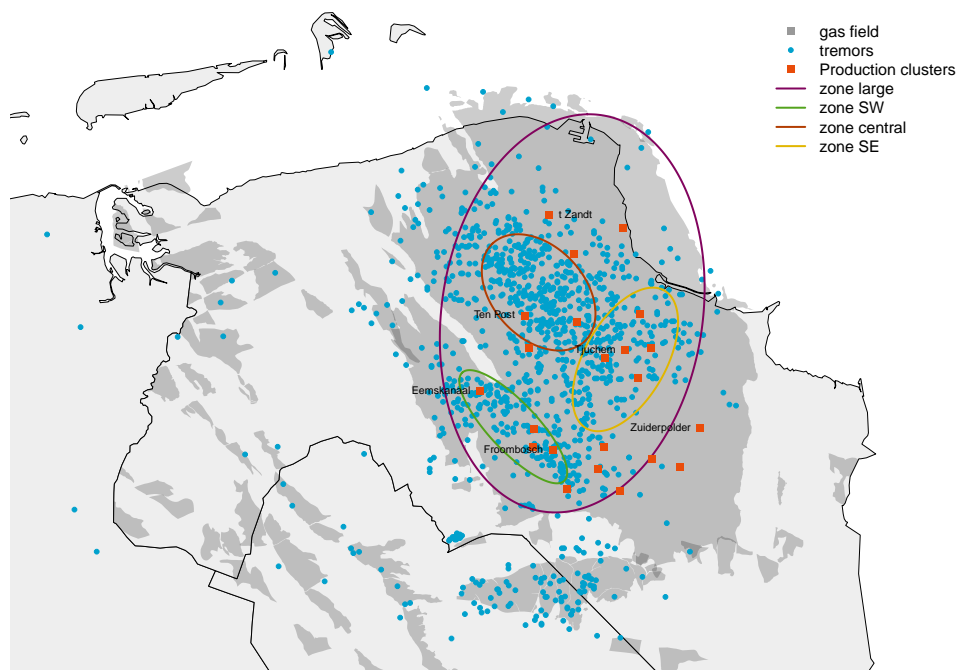 gas field
tremors
Production clusters
zone large
zone SW
zone central
zone SE
t Zandt
Ten Post
Tjuchem
Eemskanaal
Zuiderpolder
Froombosch